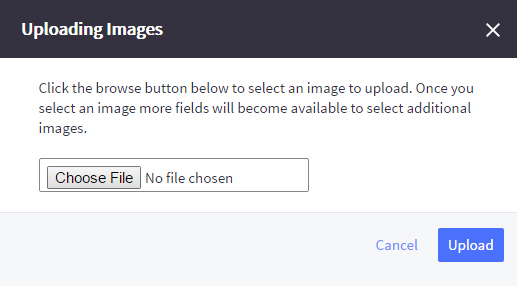 Uploading Images
Click the browse button below to select an image to upload. Once you
select an image more fields will become available to select additional
images.
Choose File No file chosen
Cancel Upload